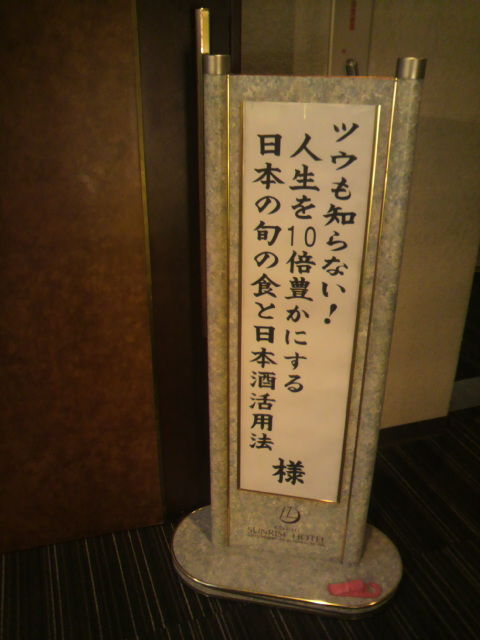 ツウも知らない！
人生を10倍豊かにする
日本の旬の食と日本酒活用法
様
SUNRISE HOTEL